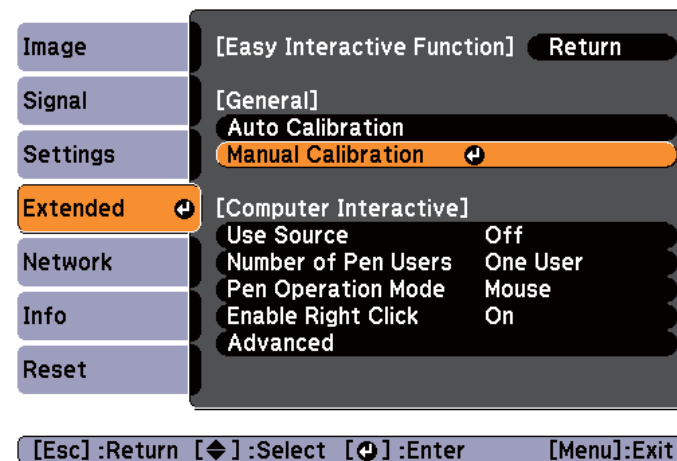 Image
Signal
Settings
Extended
Network
Info
Reset
[Easy Interactive Function] Return
[General]
Auto Calibration
Manual Calibration
[Computer Interactive]
Use Source Off
Number of Pen Users One User
Pen Operation Mode Mouse
Enable Right Click On
Advanced
[Esc] :Return [◆] :Select [⏎] :Enter [Menu]:Exit